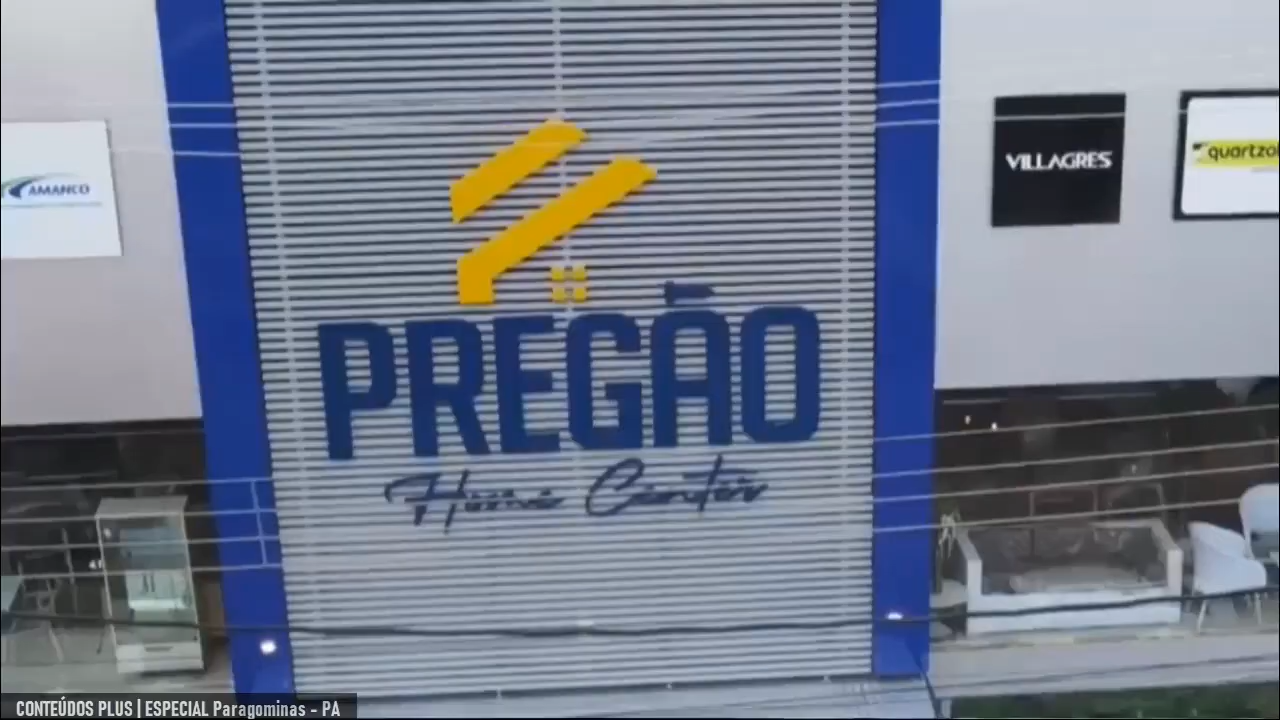 AMANCO
VILLAGRES
quartzol
PREGÃO
Home Center
CONTEÚDOS PLUS | ESPECIAL Paragominas - PA